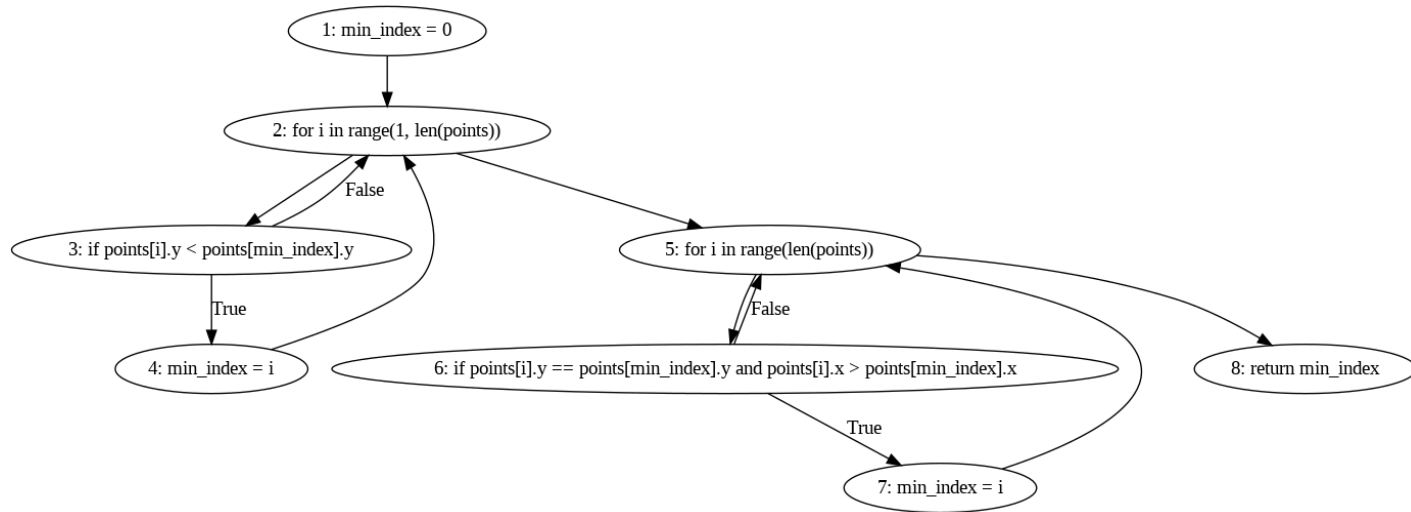 1: min_index = 0
2: for i in range(1, len(points))
False
3: if points[i].y < points[min_index].y
5: for i in range(len(points))
True
False
4: min_index = i
6: if points[i].y == points[min_index].y and points[i].x > points[min_index].x
8: return min_index
True
7: min_index = i